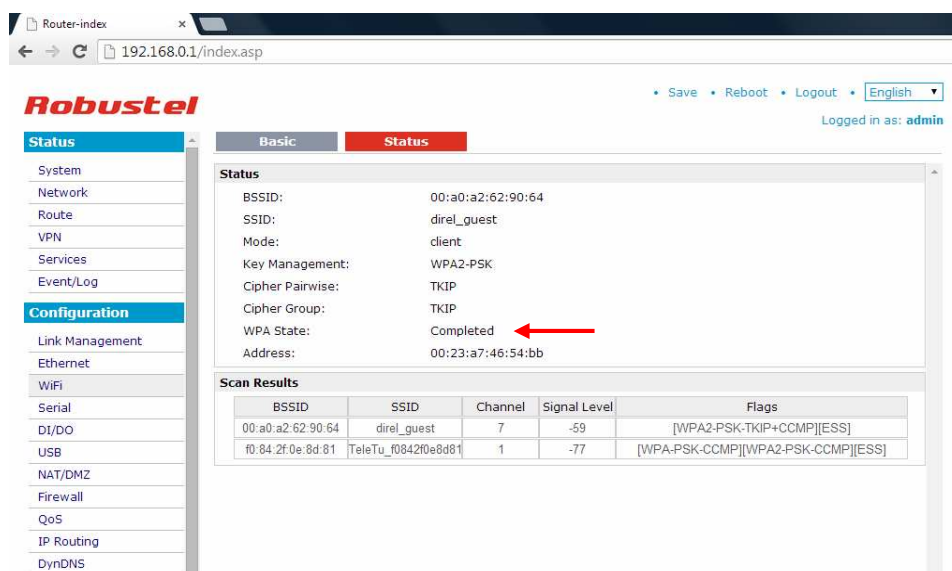 Router-index
192.168.0.1/index.asp
Robustel
• Save • Reboot • Logout • English
Logged in as: admin
Status
System
Network
Route
VPN
Services
Event/Log
Configuration
Link Management
Ethernet
WiFi
Serial
DI/DO
USB
NAT/DMZ
Firewall
QoS
IP Routing
DynDNS
Basic Status
Status
BSSID: 00:a0:a2:62:90:64
SSID: direl_guest
Mode: client
Key Management: WPA2-PSK
Cipher Pairwise: TKIP
Cipher Group: TKIP
WPA State: Completed
Address: 00:23:a7:46:54:bb
Scan Results
BSSID SSID Channel Signal Level Flags
00:a0:a2:62:90:64 direl_guest 7 -59 [WPA2-PSK-TKIP+CCMP][ESS]
f0:84:2f:0e:8d:81 TeleTu_f0842f0e8d81 1 -77 [WPA-PSK-CCMP][WPA2-PSK-CCMP][ESS]